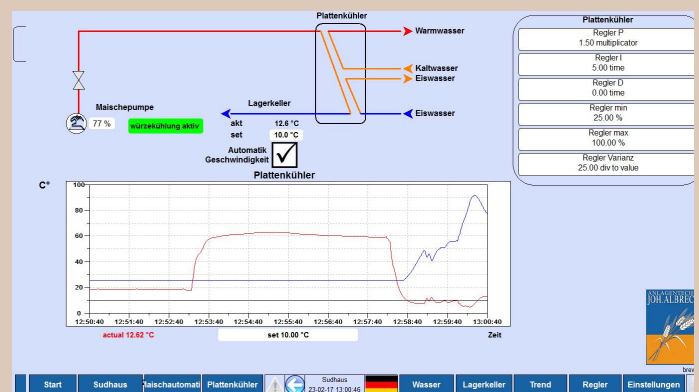 Plattenkühler
Warmwasser
Kaltwasser
Eiswasser
Eiswasser
Maischepumpe
77 %
würzekühlung aktiv
Lagerkeller
akt 12.6 °C
set 10.0 °C
Automatik
Geschwindigkeit
Plattenkühler
Regler P
1.50 multiplicator
Regler I
5.00 time
Regler D
0.00 time
Regler min
25.00 %
Regler max
100.00 %
Regler Varianz
25.00 div to value
Plattenkühler
C°
100
80
60
40
20
0
12:50:40 12:51:40 12:52:40 12:53:40 12:54:40 12:55:40 12:56:40 12:57:40 12:58:40 12:59:40 13:00:40
actual 12.62 °C set 10.00 °C Zeit
ANLAGENTECH
JOH.ALBREC
brew
Start Sudhaus Maischautomati Plattenkühler Sudhaus Wasser Lagerkeller Trend Regler Einstellungen
23-02-17 13:00:46